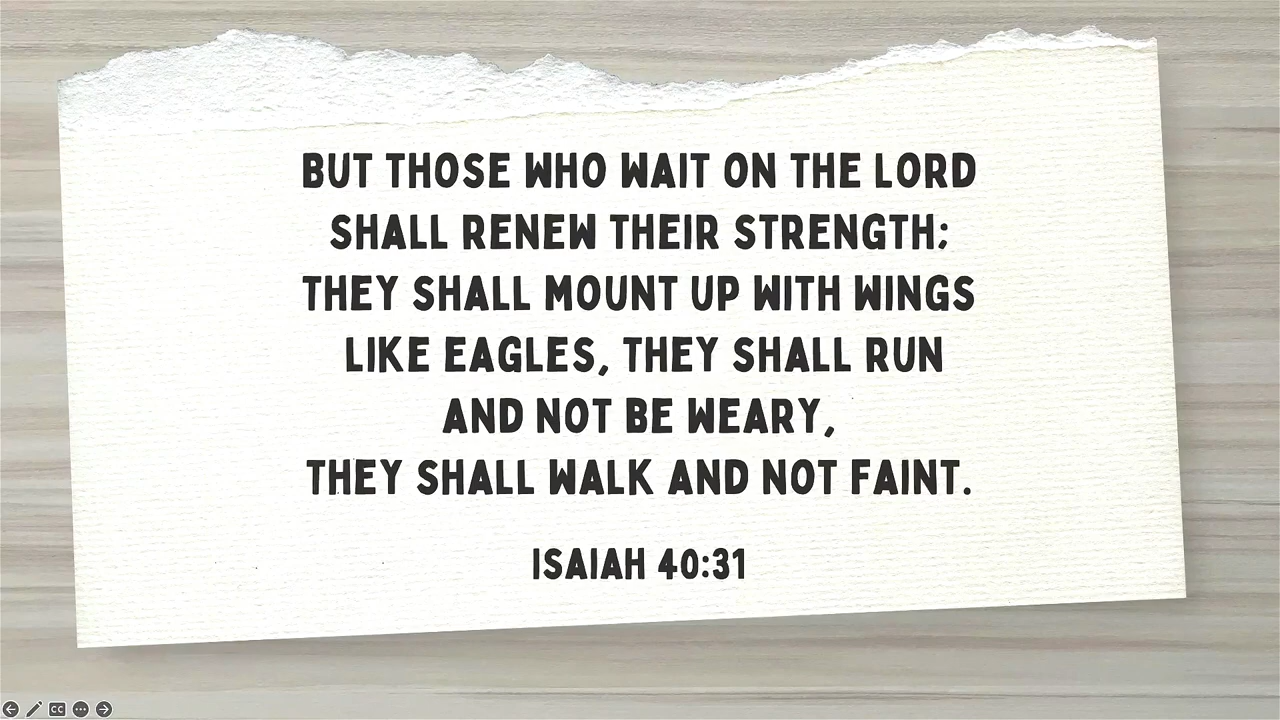 BUT THOSE WHO WAIT ON THE LORD
SHALL RENEW THEIR STRENGTH;
THEY SHALL MOUNT UP WITH WINGS
LIKE EAGLES, THEY SHALL RUN
AND NOT BE WEARY,
THEY SHALL WALK AND NOT FAINT.
ISAIAH 40:31
CC